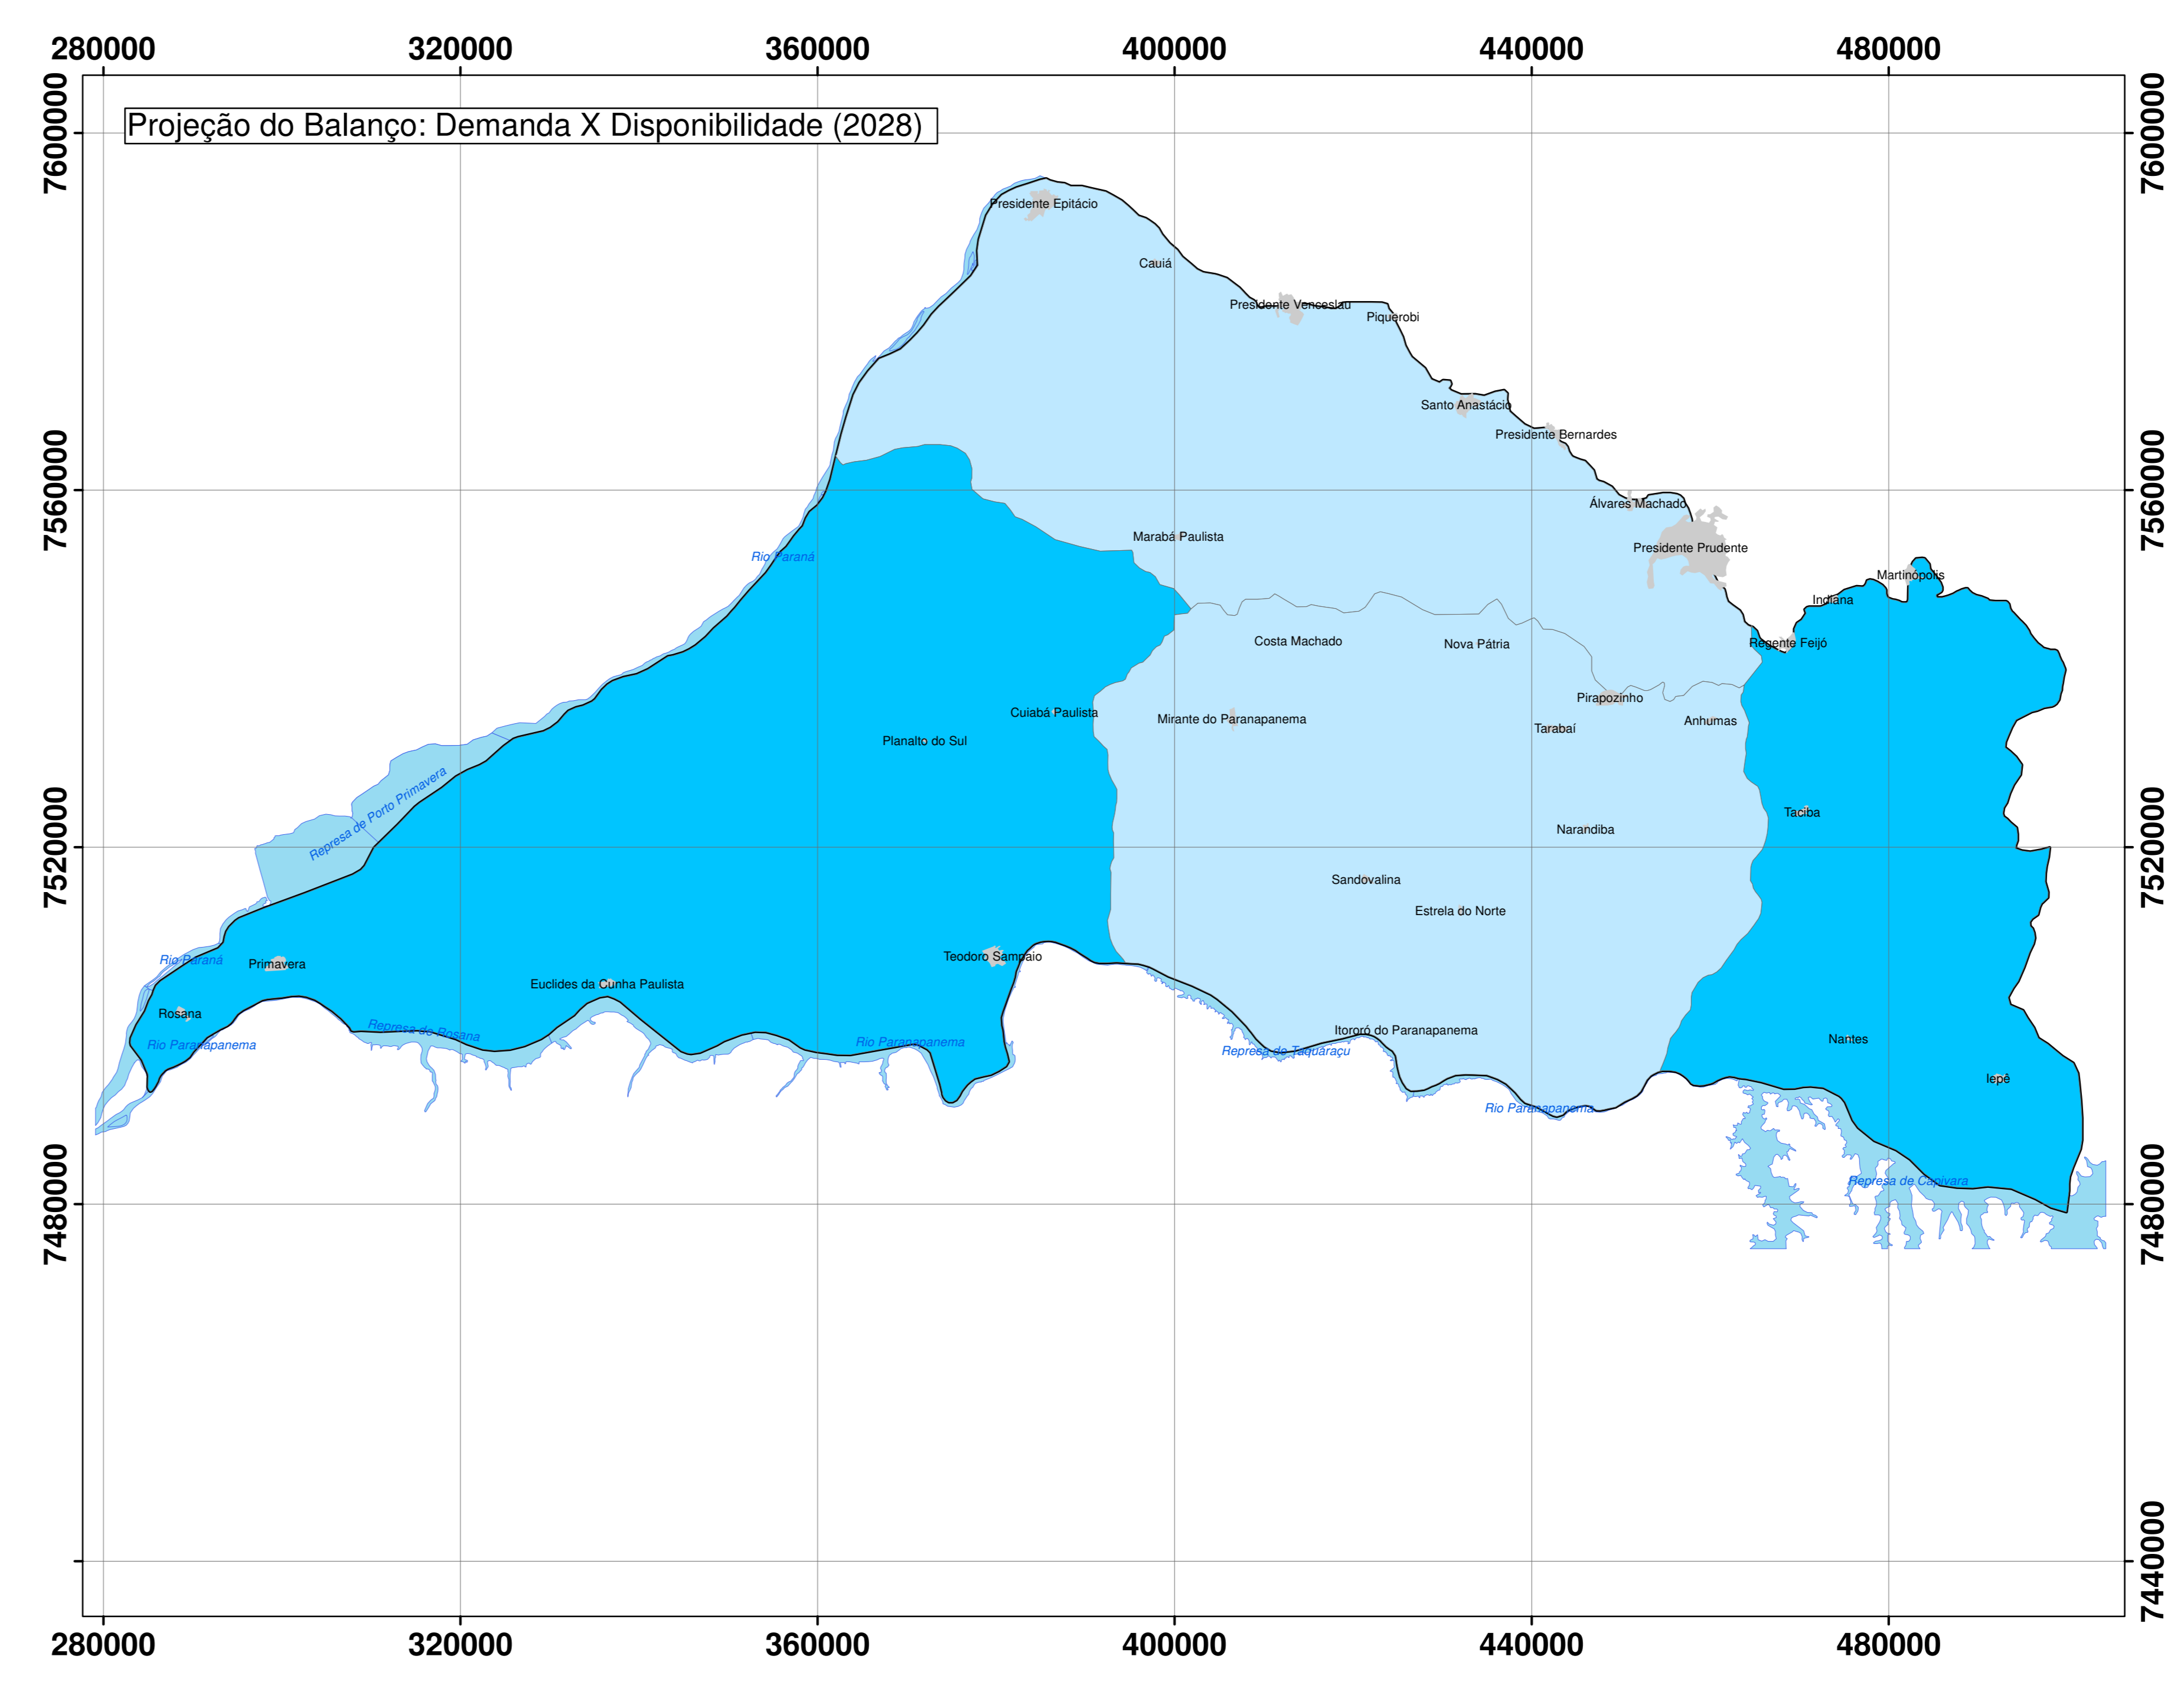 280000 320000 360000 400000 440000 480000
7600000
7600000
Projeção do Balanço: Demanda X Disponibilidade (2028)
Presidente Epitácio
Cauiá
Presidente Venceslau
Piquerobi
Santo Anastácio
Presidente Bernardes
7560000
7560000
Álvares Machado
Marabá Paulista
Presidente Prudente
Rio Paraná
Martinópolis
Indiana
Costa Machado
Nova Pátria
Regente Feijó
Pirapozinho
Cuiabá Paulista
Mirante do Paranapanema
Anhumas
Tarabaí
Planalto do Sul
Represa de Porto Primavera
Taciba
Narandiba
7520000
7520000
Sandovalina
Estrela do Norte
Teodoro Sampaio
Rio Paraná
Primavera
Euclides da Cunha Paulista
Rosana
Represa de Rosana
Itororó do Paranapanema
Nantes
Rio Paranapanema
Rio Paranapanema
Represa de Taquaraçu
Iepê
Rio Paranapanema
Represa de Capivara
7480000
7480000
7440000
7440000
280000 320000 360000 400000 440000 480000